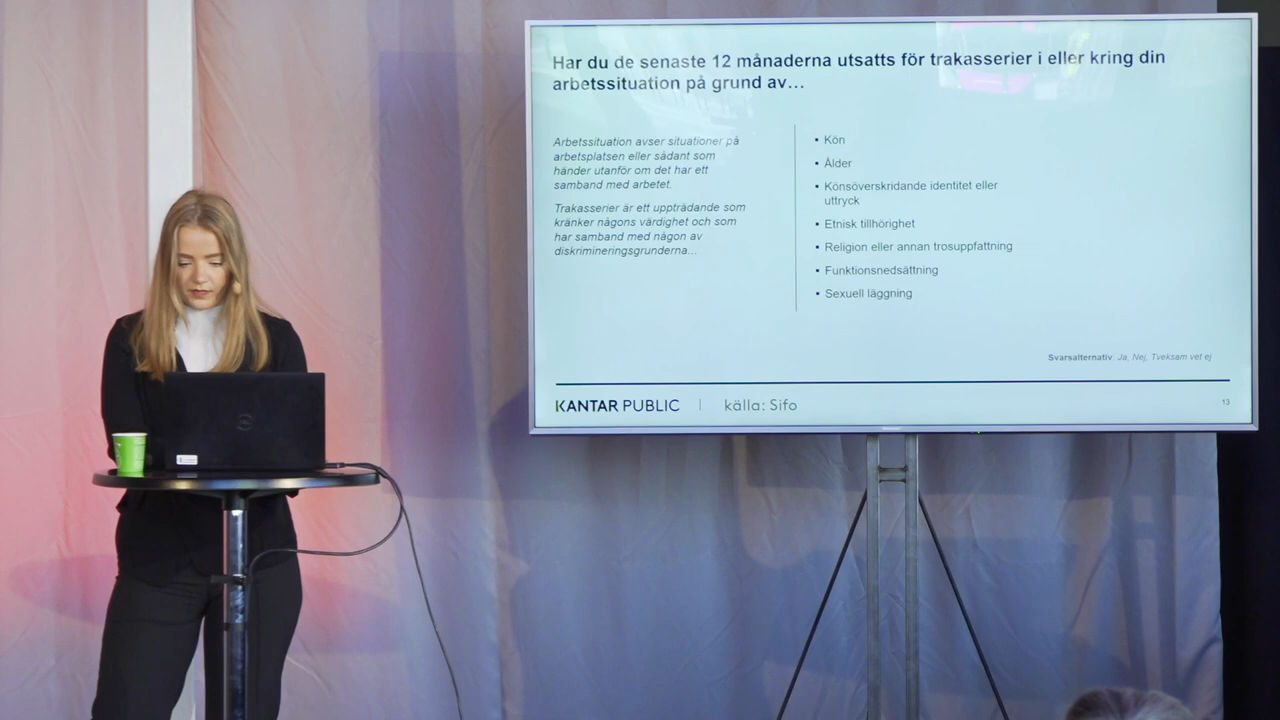 Har du de senaste 12 månaderna utsatts för trakasserier i eller kring din
arbetssituation på grund av…
Arbetssituation avser situationer på
arbetsplatsen eller sådant som
händer utanför om det har ett
samband med arbetet.
Trakasserier är ett uppträdande som
kränker någons värdighet och som
har samband med någon av
diskrimineringsgrunderna…
▪ Kön
▪ Ålder
▪ Könsöverskridande identitet eller
uttryck
▪ Etnisk tillhörighet
▪ Religion eller annan trosuppfattning
▪ Funktionsnedsättning
▪ Sexuell läggning
Svarsalternativ: Ja, Nej, Tveksam vet ej
KANTAR PUBLIC | källa: Sifo
13